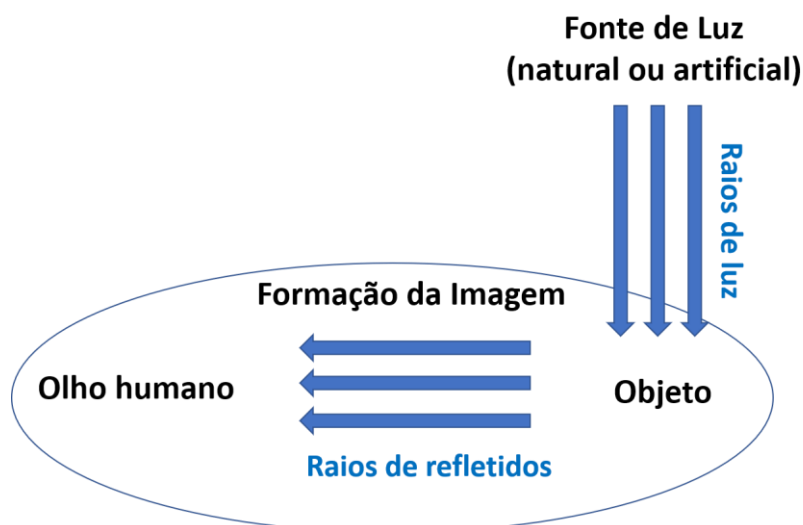 Fonte de Luz
(natural ou artificial)
Raios de luz
Formação da Imagem
Olho humano
Objeto
Raios de refletidos